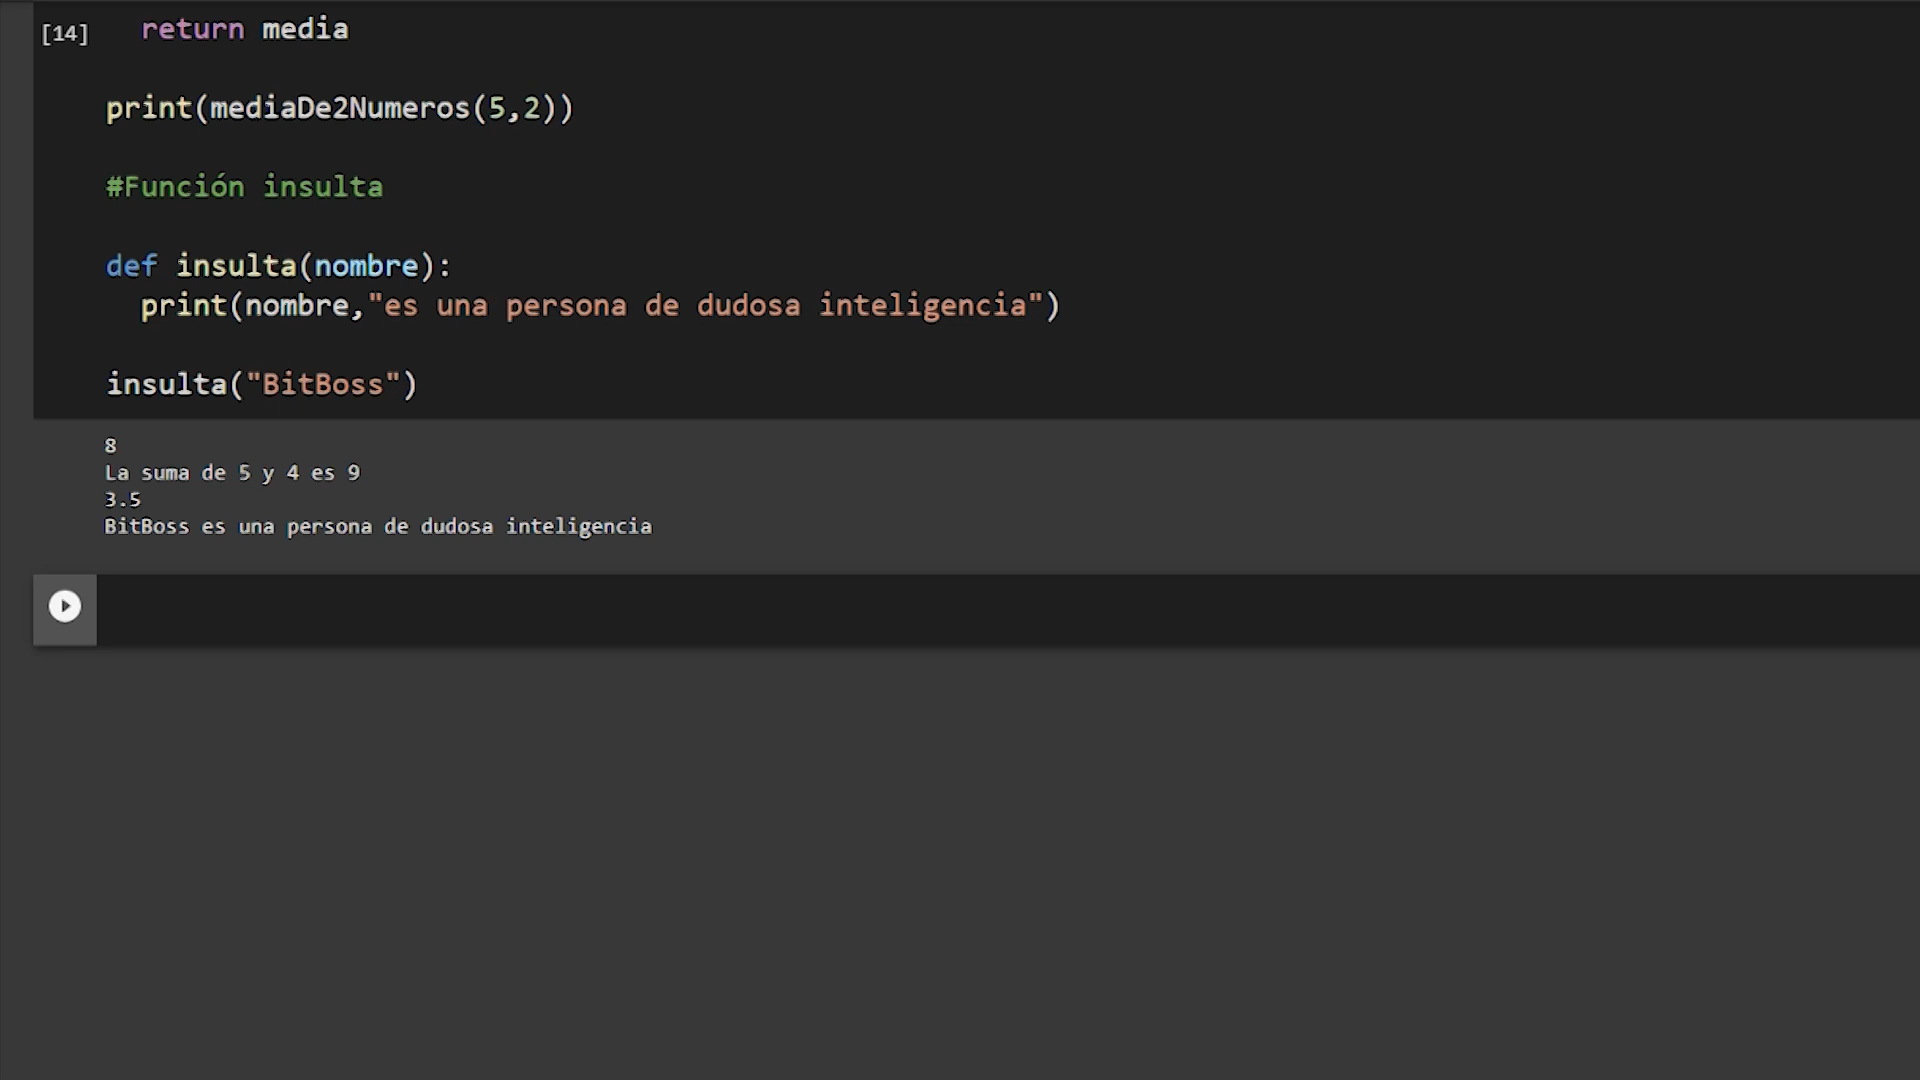 [14] return media
print(mediaDe2Numeros(5,2))
#Función insulta
def insulta(nombre):
print(nombre,"es una persona de dudosa inteligencia")
insulta("BitBoss")
8
La suma de 5 y 4 es 9
3.5
BitBoss es una persona de dudosa inteligencia